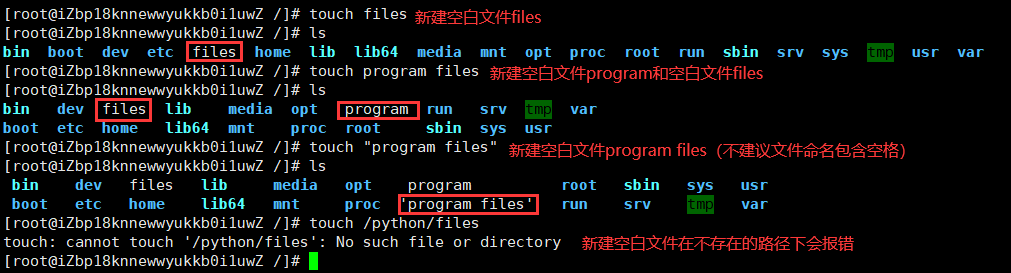 [root@iZbp18knnewwyukkb0i1uwZ /]# touch files 新建空白文件files
[root@iZbp18knnewwyukkb0i1uwZ /]# ls
bin boot dev etc files home lib lib64 media mnt opt proc root run sbin srv sys tmp usr var
[root@iZbp18knnewwyukkb0i1uwZ /]# touch program files 新建空白文件program和空白文件files
[root@iZbp18knnewwyukkb0i1uwZ /]# ls
bin dev files lib media opt program run srv tmp var
boot etc home lib64 mnt proc root sbin sys usr
[root@iZbp18knnewwyukkb0i1uwZ /]# touch "program files" 新建空白文件program files（不建议文件命名包含空格）
[root@iZbp18knnewwyukkb0i1uwZ /]# ls
bin dev files lib media opt program root sbin sys usr
boot etc home lib64 mnt proc 'program files' run srv tmp var
[root@iZbp18knnewwyukkb0i1uwZ /]# touch /python/files
touch: cannot touch '/python/files': No such file or directory 新建空白文件在不存在的路径下会报错
[root@iZbp18knnewwyukkb0i1uwZ /]#